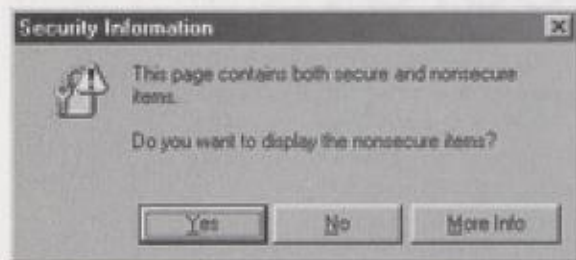 Security Information
This page contains both secure and nonsecure
items.
Do you want to display the nonsecure items?
Yes No More Info